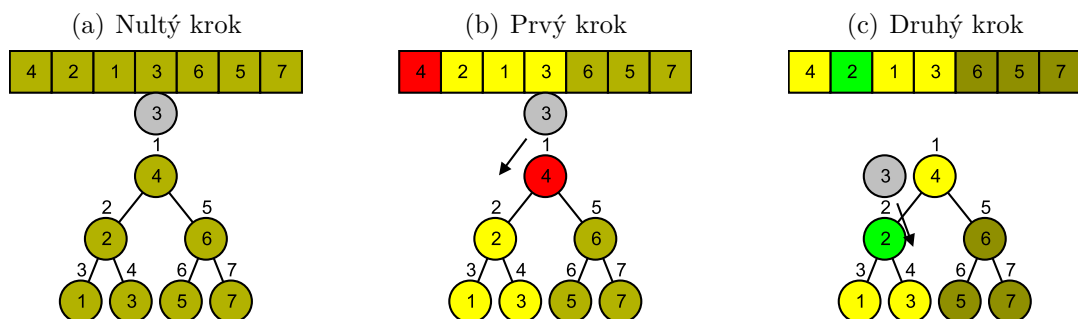 (a) Nultý krok (b) Prvý krok (c) Druhý krok
4 2 1 3 6 5 7 4 2 1 3 6 5 7 4 2 1 3 6 5 7
3 3
1 1 1
4 4 3 4
2 5 2 5 2 5
2 6 2 6 2 6
3 4 6 7 3 4 6 7 3 4 6 7
1 3 5 7 1 3 5 7 1 3 5 7